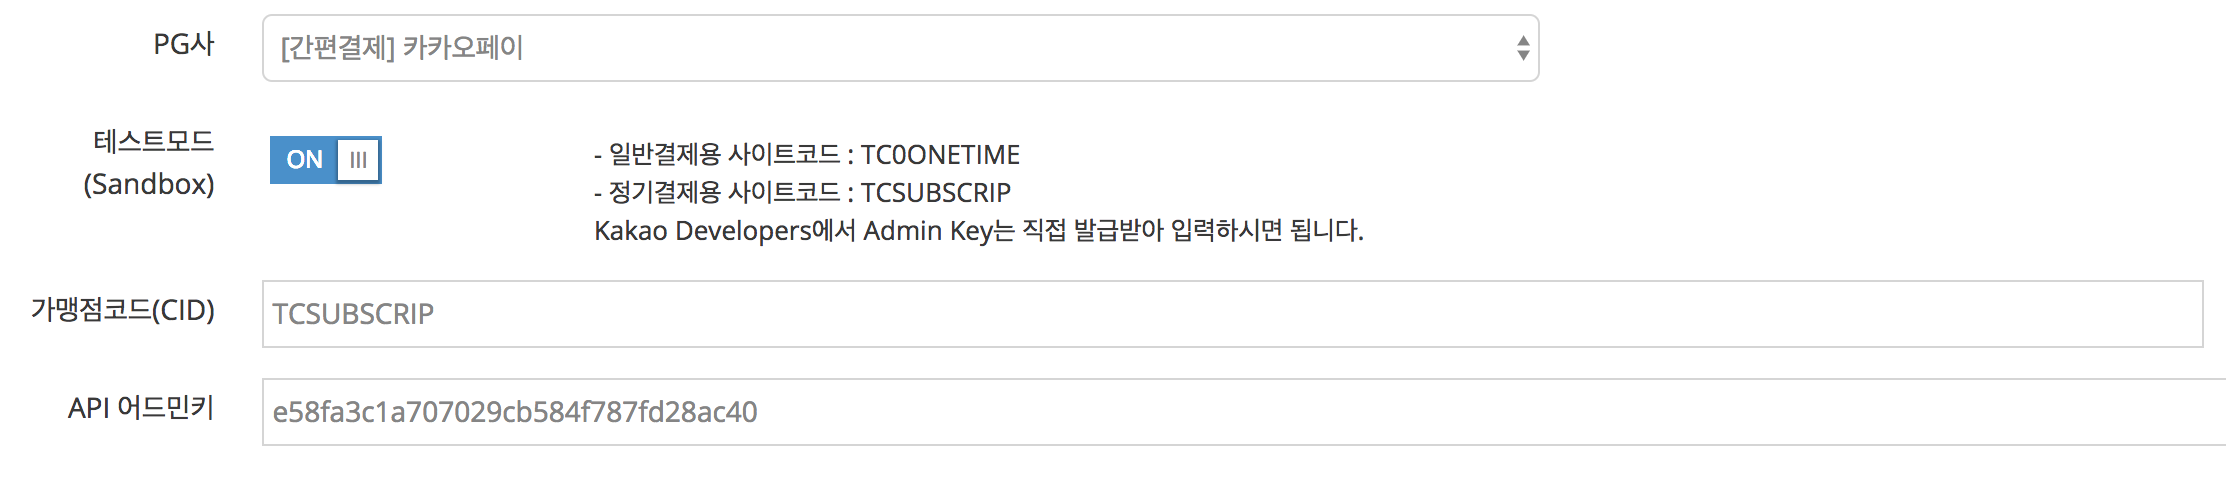 PG사
[간편결제] 카카오페이
테스트모드
(Sandbox)
ON
- 일반결제용 사이트코드 : TC0ONETIME
- 정기결제용 사이트코드 : TCSUBSCRIP
Kakao Developers에서 Admin Key는 직접 발급받아 입력하시면 됩니다.
가맹점코드(CID)
TCSUBSCRIP
API 어드민키
e58fa3c1a707029cb584f787fd28ac40